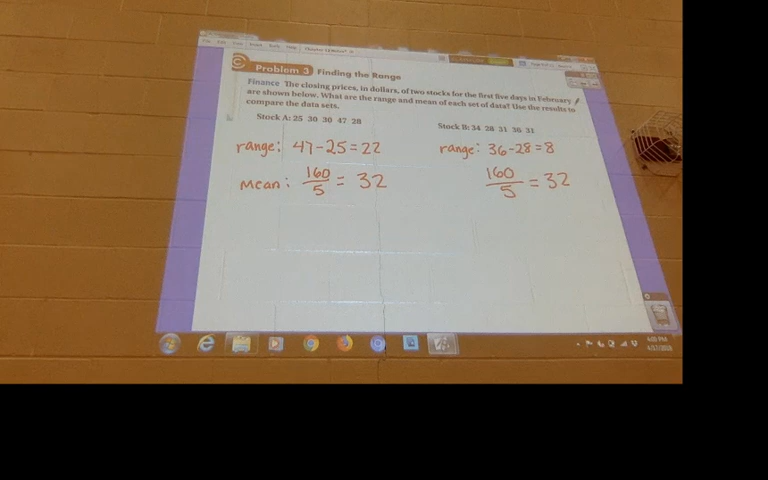 Problem 3 Finding the Range
Finance The closing prices, in dollars, of two stocks for the first five days in February
are shown below. What are the range and mean of each set of data? Use the results to
compare the data sets.
Stock A: 25 30 30 47 28
Stock B: 34 28 31 36 31
range: 47-25=22
range: 36-28=8
Mean: 160/5 = 32
160/5 = 32